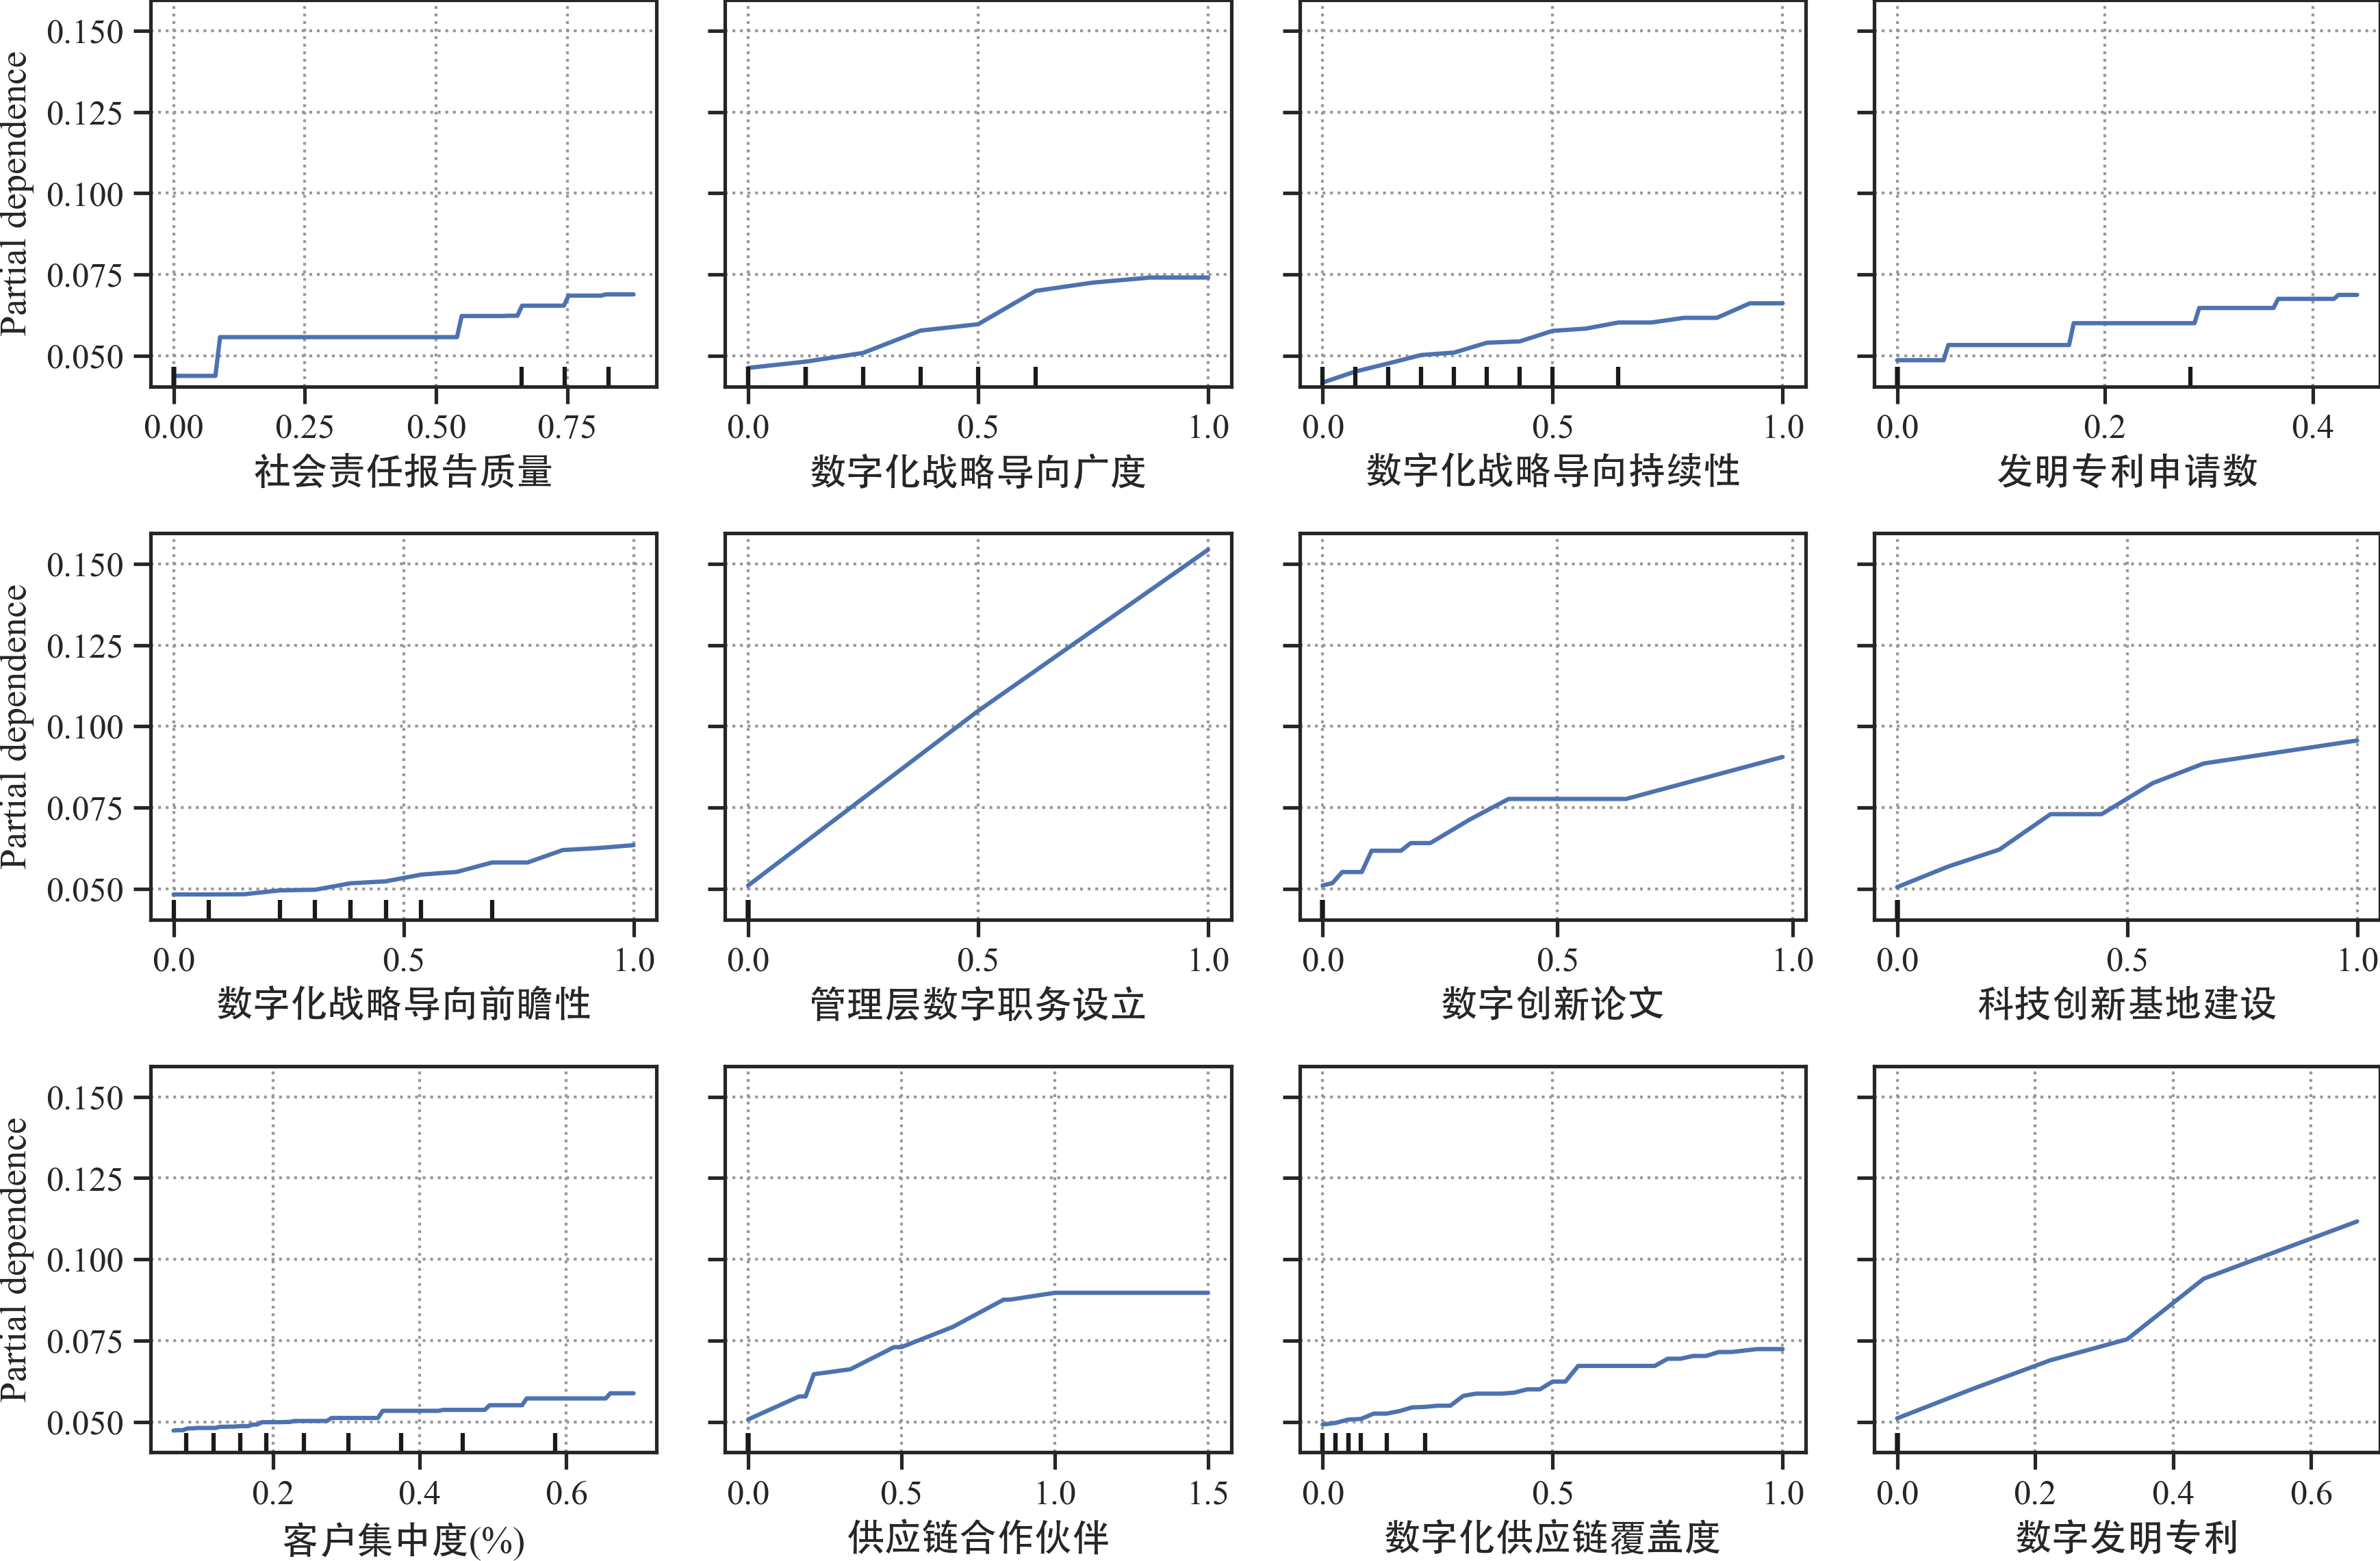 Partial dependence
0.150
0.125
0.100
0.075
0.050
0.00 0.25 0.50 0.75
社会责任报告质量
0.0 0.5 1.0
数字化战略导向广度
0.0 0.5 1.0
数字化战略导向持续性
0.0 0.2 0.4
发明专利申请数
Partial dependence
0.150
0.125
0.100
0.075
0.050
0.0 0.5 1.0
数字化战略导向前瞻性
0.0 0.5 1.0
管理层数字职务设立
0.0 0.5 1.0
数字创新论文
0.0 0.5 1.0
科技创新基地建设
Partial dependence
0.150
0.125
0.100
0.075
0.050
0.2 0.4 0.6
客户集中度(%)
0.0 0.5 1.0 1.5
供应链合作伙伴
0.0 0.5 1.0
数字化供应链覆盖度
0.0 0.2 0.4 0.6
数字发明专利